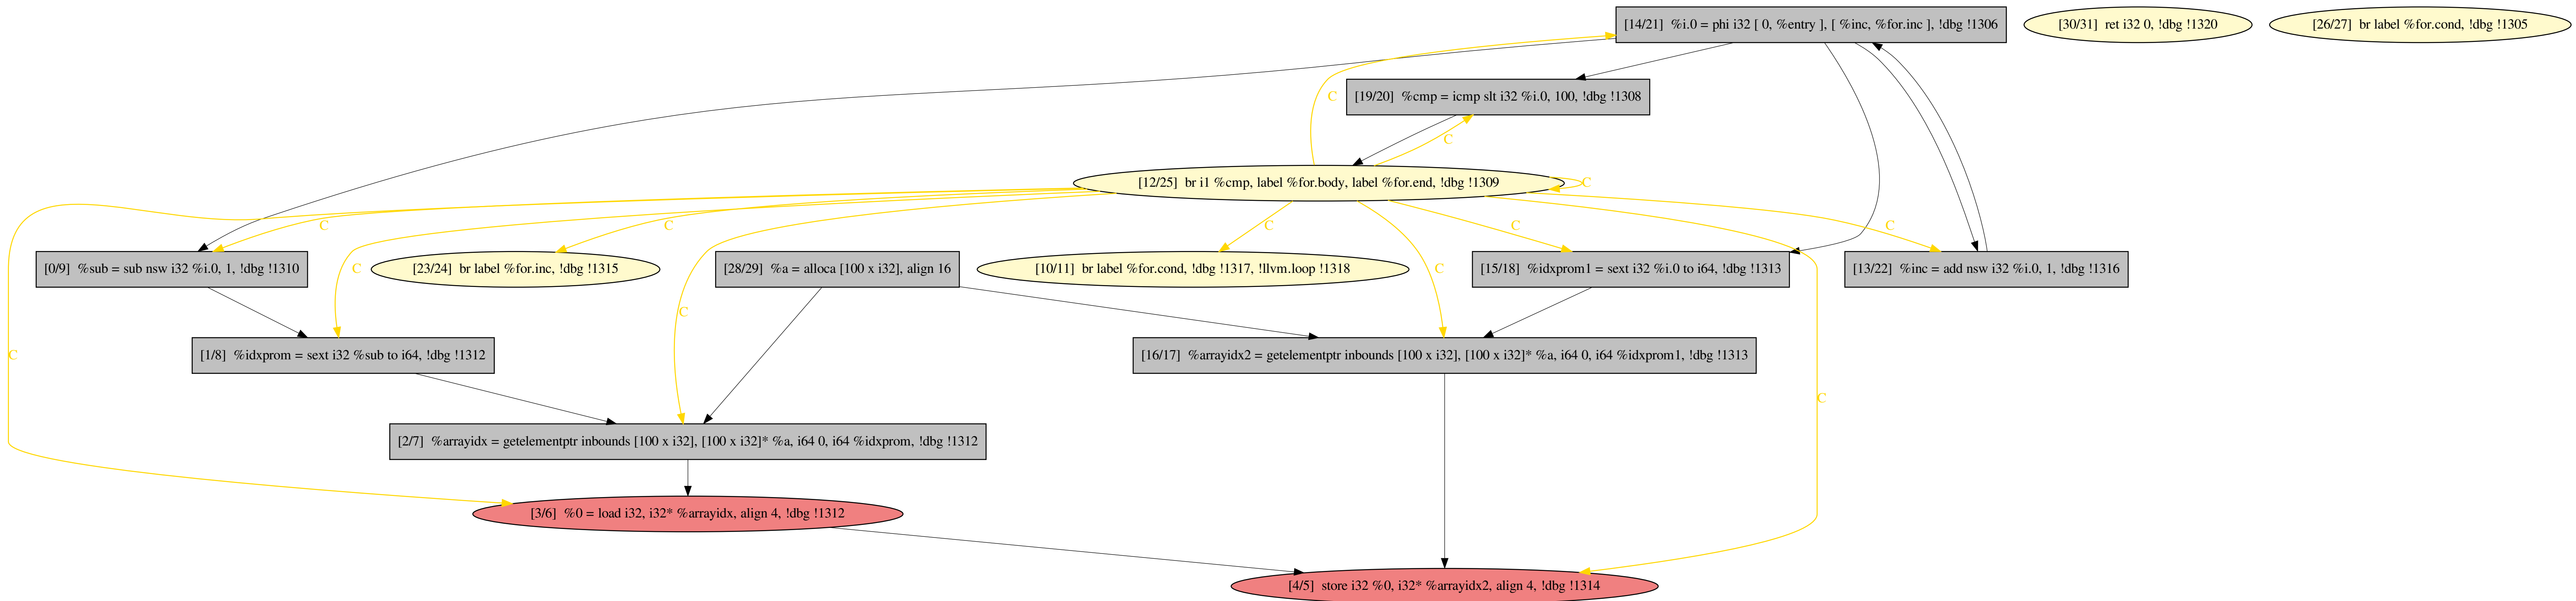 [14/21] %i.0 = phi i32 [ 0, %entry ], [ %inc, %for.inc ], !dbg !1306
[30/31] ret i32 0, !dbg !1320
[26/27] br label %for.cond, !dbg !1305
C
[19/20] %cmp = icmp slt i32 %i.0, 100, !dbg !1308
C
[12/25] br i1 %cmp, label %for.body, label %for.end, !dbg !1309
C
C
C
C
C
C
[0/9] %sub = sub nsw i32 %i.0, 1, !dbg !1310
C
[23/24] br label %for.inc, !dbg !1315
[28/29] %a = alloca [100 x i32], align 16
[10/11] br label %for.cond, !dbg !1317, !llvm.loop !1318
C
[15/18] %idxprom1 = sext i32 %i.0 to i64, !dbg !1313
[13/22] %inc = add nsw i32 %i.0, 1, !dbg !1316
C
C
[1/8] %idxprom = sext i32 %sub to i64, !dbg !1312
[16/17] %arrayidx2 = getelementptr inbounds [100 x i32], [100 x i32]* %a, i64 0, i64 %idxprom1, !dbg !1313
C
[2/7] %arrayidx = getelementptr inbounds [100 x i32], [100 x i32]* %a, i64 0, i64 %idxprom, !dbg !1312
[3/6] %0 = load i32, i32* %arrayidx, align 4, !dbg !1312
[4/5] store i32 %0, i32* %arrayidx2, align 4, !dbg !1314